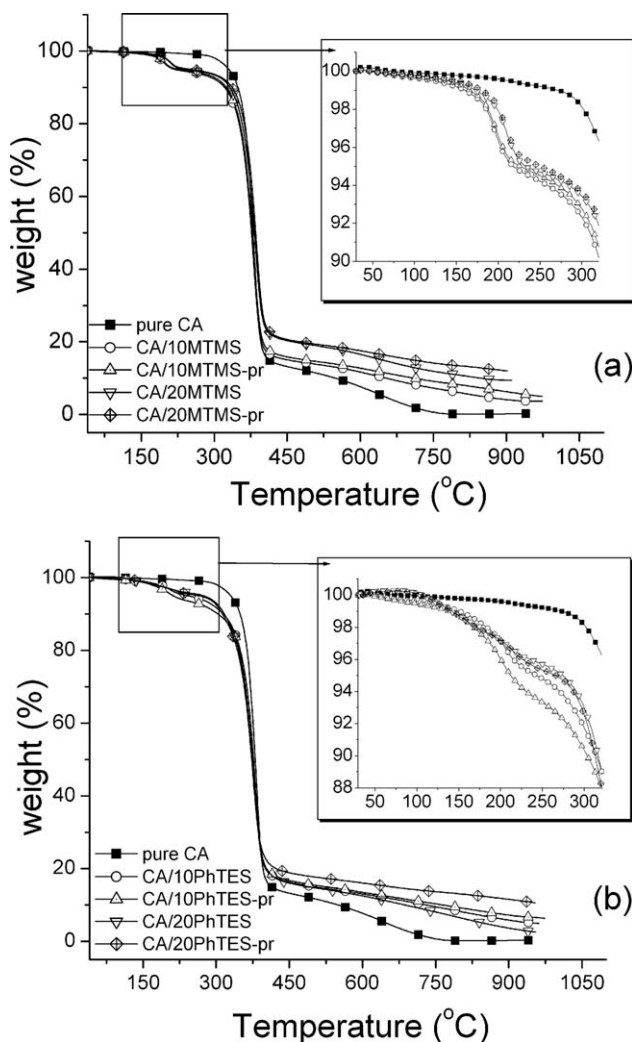 100
80
60
40
20
0
weight (%)
100
98
96
94
92
90
50 100 150 200 250 300
pure CA
CA/10MTMS
CA/10MTMS-pr
CA/20MTMS
CA/20MTMS-pr
(a)
0 150 300 450 600 750 900 1050
Temperature (°C)
100
80
60
40
20
0
weight (%)
100
98
96
94
92
90
88
50 100 150 200 250 300
pure CA
CA/10PhTES
CA/10PhTES-pr
CA/20PhTES
CA/20PhTES-pr
(b)
0 150 300 450 600 750 900 1050
Temperature (°C)